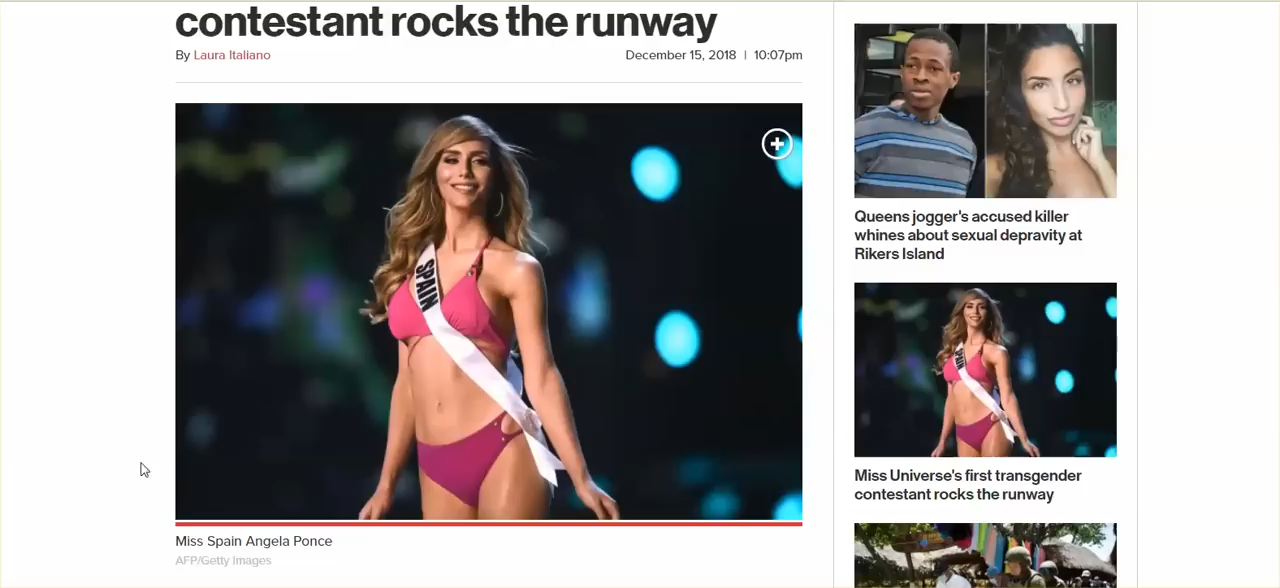 contestant rocks the runway
By Laura Italiano
December 15, 2018 | 10:07pm
SPAIN
Miss Spain Angela Ponce
AFP/Getty Images
Queens jogger's accused killer
whines about sexual depravity at
Rikers Island
SPAIN
Miss Universe's first transgender
contestant rocks the runway